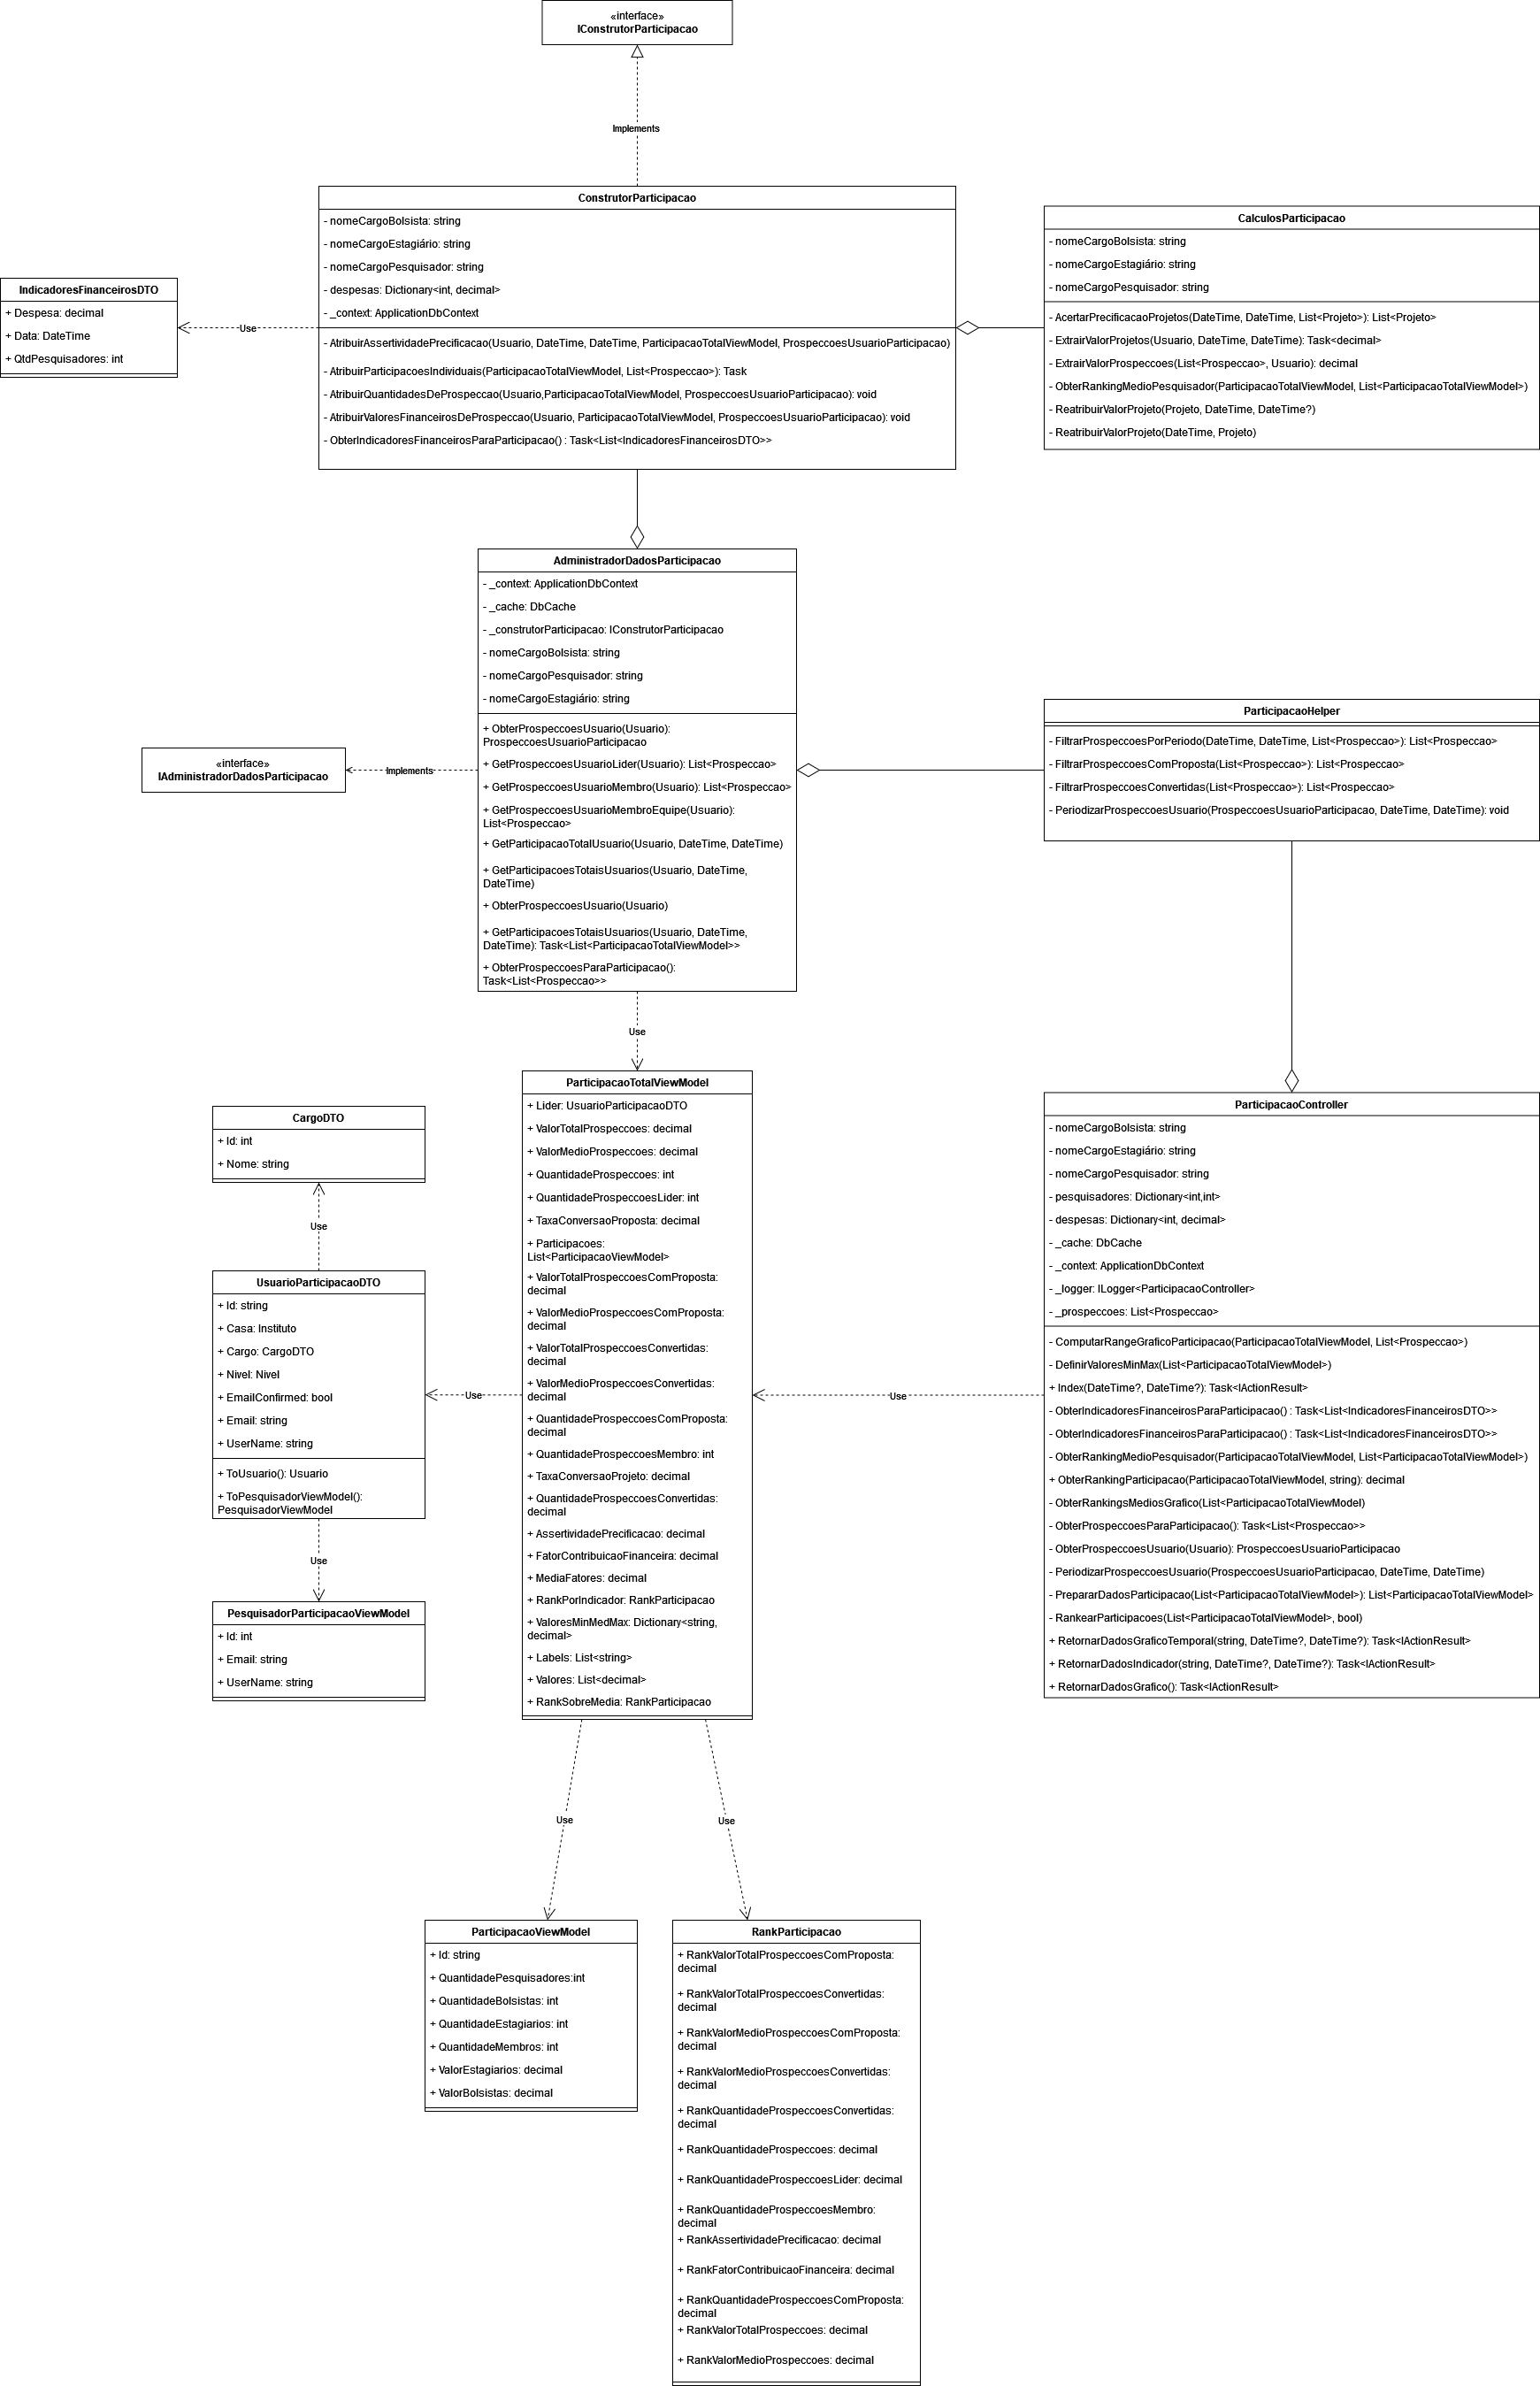 «interface»
IConstrutorParticipacao
Implements
ConstrutorParticipacao
- nomeCargoBolsista: string
- nomeCargoEstagiário: string
- nomeCargoPesquisador: string
- despesas: Dictionary<int, decimal>
- _context: ApplicationDbContext
- AtribuirAssertividadePrecificacao(Usuario, DateTime, DateTime, ParticipacaoTotalViewModel, ProspeccoesUsuarioParticipacao)
- AtribuirParticipacoesIndividuais(ParticipacaoTotalViewModel, List<Prospeccao>): Task
- AtribuirQuantidadesDeProspeccao(Usuario,ParticipacaoTotalViewModel, ProspeccoesUsuarioParticipacao): void
- AtribuirValoresFinanceirosDeProspeccao(Usuario, ParticipacaoTotalViewModel, ProspeccoesUsuarioParticipacao): void
- ObterIndicadoresFinanceirosParaParticipacao() : Task<List<IndicadoresFinanceirosDTO>>
CalculosParticipacao
- nomeCargoBolsista: string
- nomeCargoEstagiário: string
- nomeCargoPesquisador: string
- AcertarPrecificacaoProjetos(DateTime, DateTime, List<Projeto>): List<Projeto>
- ExtrairValorProjetos(Usuario, DateTime, DateTime): Task<decimal>
- ExtrairValorProspeccoes(List<Prospeccao>, Usuario): decimal
- ObterRankingMedioPesquisador(ParticipacaoTotalViewModel, List<ParticipacaoTotalViewModel>)
- ReatribuirValorProjeto(Projeto, DateTime, DateTime?)
- ReatribuirValorProjeto(DateTime, Projeto)
IndicadoresFinanceirosDTO
+ Despesa: decimal
+ Data: DateTime
+ QtdPesquisadores: int
Use
AdministradorDadosParticipacao
- _context: ApplicationDbContext
- _cache: DbCache
- _construtorParticipacao: IConstrutorParticipacao
- nomeCargoBolsista: string
- nomeCargoPesquisador: string
- nomeCargoEstagiário: string
+ ObterProspeccoesUsuario(Usuario):
ProspeccoesUsuarioParticipacao
+ GetProspeccoesUsuarioLider(Usuario): List<Prospeccao>
+ GetProspeccoesUsuarioMembro(Usuario): List<Prospeccao>
+ GetProspeccoesUsuarioMembroEquipe(Usuario):
List<Prospeccao>
+ GetParticipacaoTotalUsuario(Usuario, DateTime, DateTime)
+ GetParticipacoesTotaisUsuarios(Usuario, DateTime,
DateTime)
+ ObterProspeccoesUsuario(Usuario)
+ GetParticipacoesTotaisUsuarios(Usuario, DateTime,
DateTime): Task<List<ParticipacaoTotalViewModel>>
+ ObterProspeccoesParaParticipacao():
Task<List<Prospeccao>>
«interface»
IAdministradorDadosParticipacao
Implements
ParticipacaoHelper
- FiltrarProspeccoesPorPeriodo(DateTime, DateTime, List<Prospeccao>): List<Prospeccao>
- FiltrarProspeccoesComProposta(List<Prospeccao>): List<Prospeccao>
- FiltrarProspeccoesConvertidas(List<Prospeccao>): List<Prospeccao>
- PeriodizarProspeccoesUsuario(ProspeccoesUsuarioParticipacao, DateTime, DateTime): void
Use
ParticipacaoTotalViewModel
+ Lider: UsuarioParticipacaoDTO
+ ValorTotalProspeccoes: decimal
+ ValorMedioProspeccoes: decimal
+ QuantidadeProspeccoes: int
+ QuantidadeProspeccoesLider: int
+ TaxaConversaoProposta: decimal
+ Participacoes:
List<ParticipacaoViewModel>
+ ValorTotalProspeccoesComProposta:
decimal
+ ValorMedioProspeccoesComProposta:
decimal
+ ValorTotalProspeccoesConvertidas:
decimal
+ ValorMedioProspeccoesConvertidas:
decimal
+ QuantidadeProspeccoesComProposta:
decimal
+ QuantidadeProspeccoesMembro: int
+ TaxaConversaoProjeto: decimal
+ QuantidadeProspeccoesConvertidas:
decimal
+ AssertividadePrecificacao: decimal
+ FatorContribuicaoFinanceira: decimal
+ MediaFatores: decimal
+ RankPorIndicador: RankParticipacao
+ ValoresMinMedMax: Dictionary<string,
decimal>
+ Labels: List<string>
+ Valores: List<decimal>
+ RankSobreMedia: RankParticipacao
CargoDTO
+ Id: int
+ Nome: string
Use
UsuarioParticipacaoDTO
+ Id: string
+ Casa: Instituto
+ Cargo: CargoDTO
+ Nivel: Nivel
+ EmailConfirmed: bool
+ Email: string
+ UserName: string
+ ToUsuario(): Usuario
+ ToPesquisadorViewModel():
PesquisadorViewModel
Use
Use
PesquisadorParticipacaoViewModel
+ Id: int
+ Email: string
+ UserName: string
ParticipacaoController
- nomeCargoBolsista: string
- nomeCargoEstagiário: string
- nomeCargoPesquisador: string
- pesquisadores: Dictionary<int,int>
- despesas: Dictionary<int, decimal>
- _cache: DbCache
- _context: ApplicationDbContext
- _logger: ILogger<ParticipacaoController>
- _prospeccoes: List<Prospeccao>
- ComputarRangeGraficoParticipacao(ParticipacaoTotalViewModel, List<Prospeccao>)
- DefinirValoresMinMax(List<ParticipacaoTotalViewModel>)
+ Index(DateTime?, DateTime?): Task<IActionResult>
- ObterIndicadoresFinanceirosParaParticipacao() : Task<List<IndicadoresFinanceirosDTO>>
- ObterIndicadoresFinanceirosParaParticipacao() : Task<List<IndicadoresFinanceirosDTO>>
- ObterRankingMedioPesquisador(ParticipacaoTotalViewModel, List<ParticipacaoTotalViewModel>)
+ ObterRankingParticipacao(ParticipacaoTotalViewModel, string): decimal
- ObterRankingsMediosGrafico(List<ParticipacaoTotalViewModel)
- ObterProspeccoesParaParticipacao(): Task<List<Prospeccao>>
- ObterProspeccoesUsuario(Usuario): ProspeccoesUsuarioParticipacao
- PeriodizarProspeccoesUsuario(ProspeccoesUsuarioParticipacao, DateTime, DateTime)
- PrepararDadosParticipacao(List<ParticipacaoTotalViewModel>): List<ParticipacaoTotalViewModel>
- RankearParticipacoes(List<ParticipacaoTotalViewModel>, bool)
+ RetornarDadosGraficoTemporal(string, DateTime?, DateTime?): Task<IActionResult>
+ RetornarDadosIndicador(string, DateTime?, DateTime?): Task<IActionResult>
+ RetornarDadosGrafico(): Task<IActionResult>
Use
Use
Use
ParticipacaoViewModel
+ Id: string
+ QuantidadePesquisadores:int
+ QuantidadeBolsistas: int
+ QuantidadeEstagiarios: int
+ QuantidadeMembros: int
+ ValorEstagiarios: decimal
+ ValorBolsistas: decimal
RankParticipacao
+ RankValorTotalProspeccoesComProposta:
decimal
+ RankValorTotalProspeccoesConvertidas:
decimal
+ RankValorMedioProspeccoesComProposta:
decimal
+ RankValorMedioProspeccoesConvertidas:
decimal
+ RankQuantidadeProspeccoesConvertidas:
decimal
+ RankQuantidadeProspeccoes: decimal
+ RankQuantidadeProspeccoesLider: decimal
+ RankQuantidadeProspeccoesMembro:
decimal
+ RankAssertividadePrecificacao: decimal
+ RankFatorContribuicaoFinanceira: decimal
+ RankQuantidadeProspeccoesComProposta:
decimal
+ RankValorTotalProspeccoes: decimal
+ RankValorMedioProspeccoes: decimal